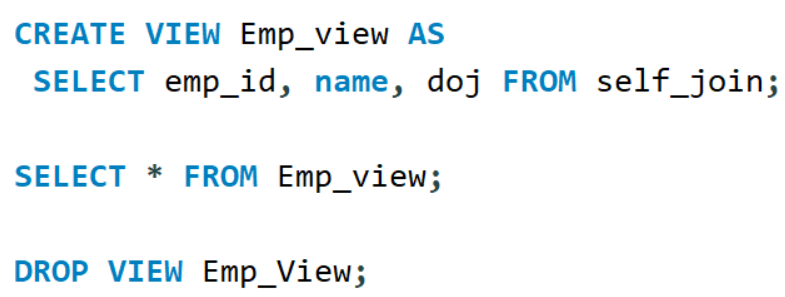 CREATE VIEW Emp_view AS
SELECT emp_id, name, doj FROM self_join;
SELECT * FROM Emp_view;
DROP VIEW Emp_View;